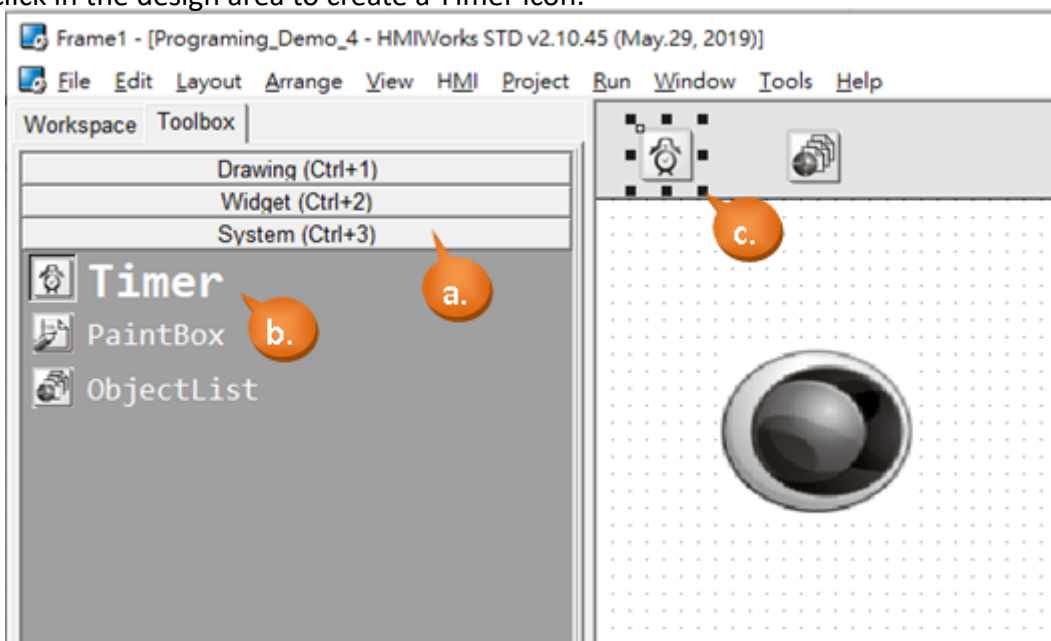 click in the design area to create a Timer icon.
Frame1 - [Programing_Demo_4 - HMIWorks STD v2.10.45 (May.29, 2019)]
File Edit Layout Arrange View HMI Project Run Window Tools Help
Workspace Toolbox
Drawing (Ctrl+1)
Widget (Ctrl+2)
System (Ctrl+3)
c.
Timer
a.
PaintBox
b.
ObjectList